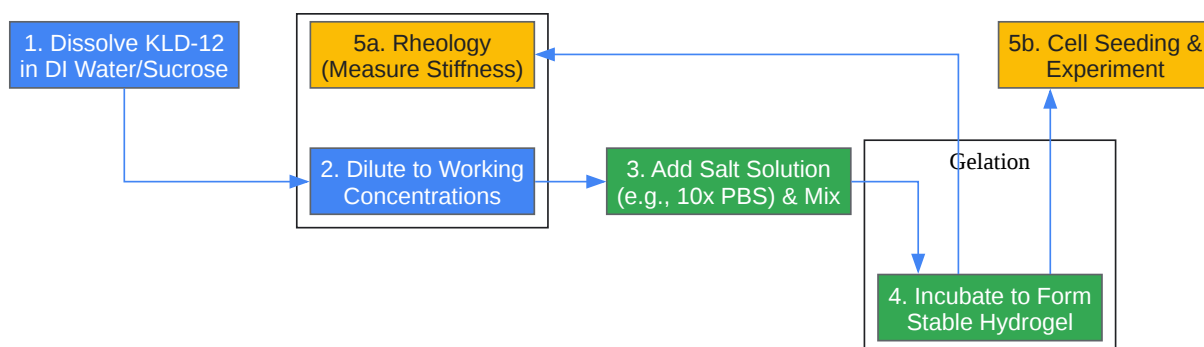 1. Dissolve KLD-12
in DI Water/Sucrose
5a. Rheology
(Measure Stiffness)
5b. Cell Seeding &
Experiment
2. Dilute to Working
Concentrations
3. Add Salt Solution
(e.g., 10x PBS) & Mix
Gelation
4. Incubate to Form
Stable Hydrogel